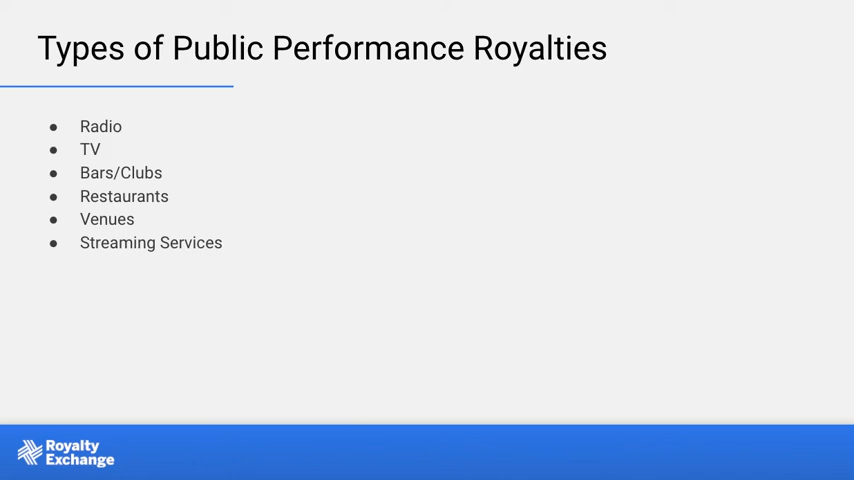 Types of Public Performance Royalties
● Radio
● TV
● Bars/Clubs
● Restaurants
● Venues
● Streaming Services
Royalty
Exchange